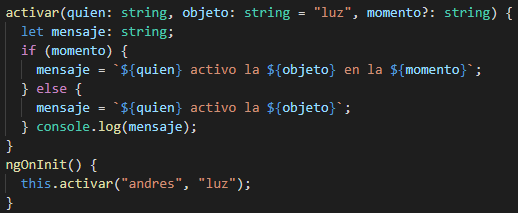 activar(quien: string, objeto: string = "luz", momento?: string) {
  let mensaje: string;
  if (momento) {
    mensaje = `${quien} activo la ${objeto} en la ${momento}`;
  } else {
    mensaje = `${quien} activo la ${objeto}`;
  } console.log(mensaje);
}
ngOnInit() {
  this.activar("andres", "luz");
}